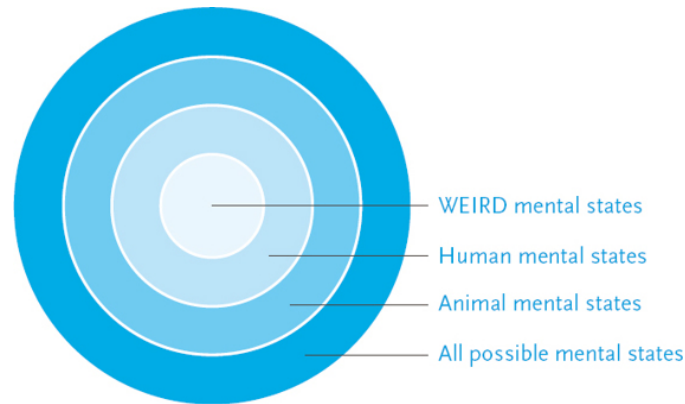 WEIRD mental states
Human mental states
Animal mental states
All possible mental states